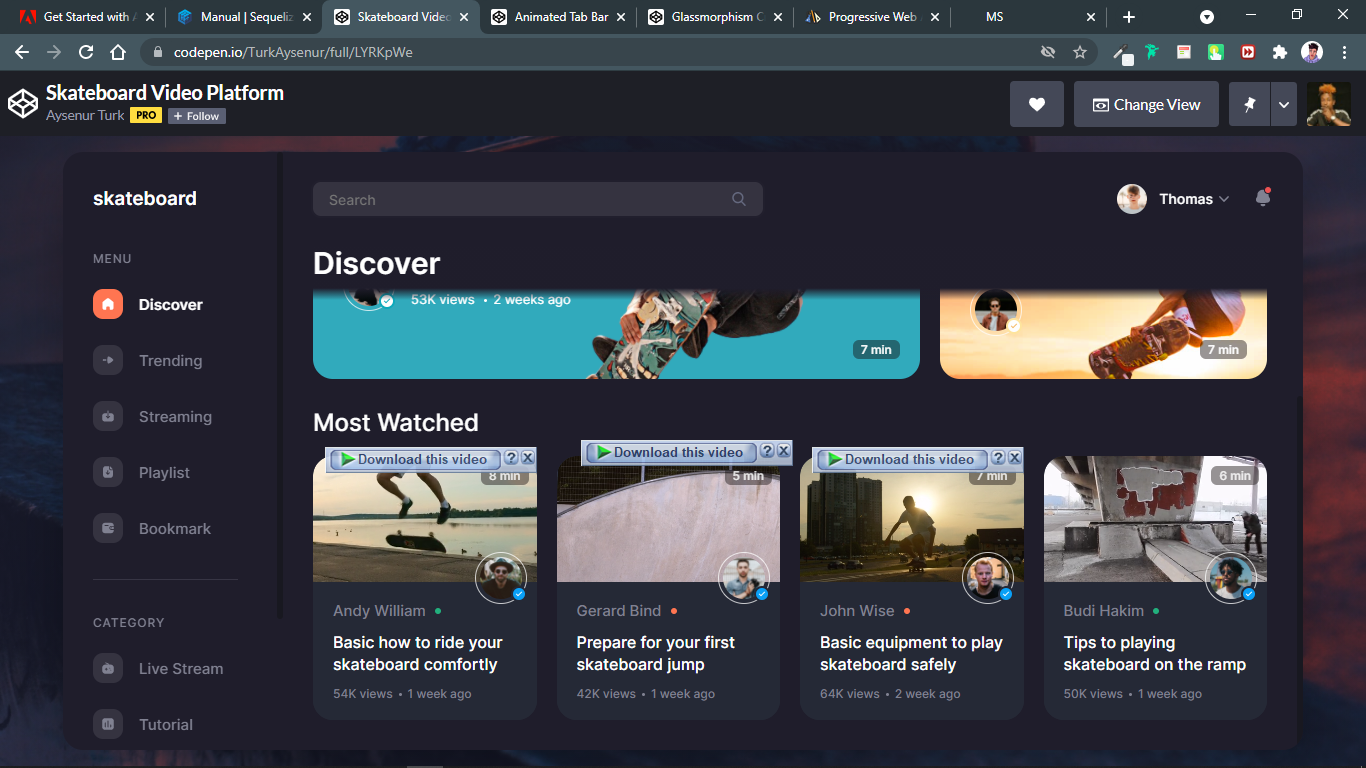 Get Started with A
Manual | Sequeliz
Skateboard Video
Animated Tab Bar
Glassmorphism C
Progressive Web
MS
codepen.io/TurkAysenur/full/LYRKpWe
Skateboard Video Platform
Aysenur Turk PRO + Follow
Change View
skateboard
Search
Thomas
MENU
Discover
Trending
Streaming
Playlist
Bookmark
CATEGORY
Live Stream
Tutorial
Discover
53K views • 2 weeks ago
7 min
7 min
Most Watched
Download this video ? X
8 min
Andy William
Basic how to ride your
skateboard comfortly
54K views • 1 week ago
Download this video ? X
5 min
Gerard Bind
Prepare for your first
skateboard jump
42K views • 1 week ago
Download this video ? X
7 min
John Wise
Basic equipment to play
skateboard safely
64K views • 2 week ago
6 min
Budi Hakim
Tips to playing
skateboard on the ramp
50K views • 1 week ago